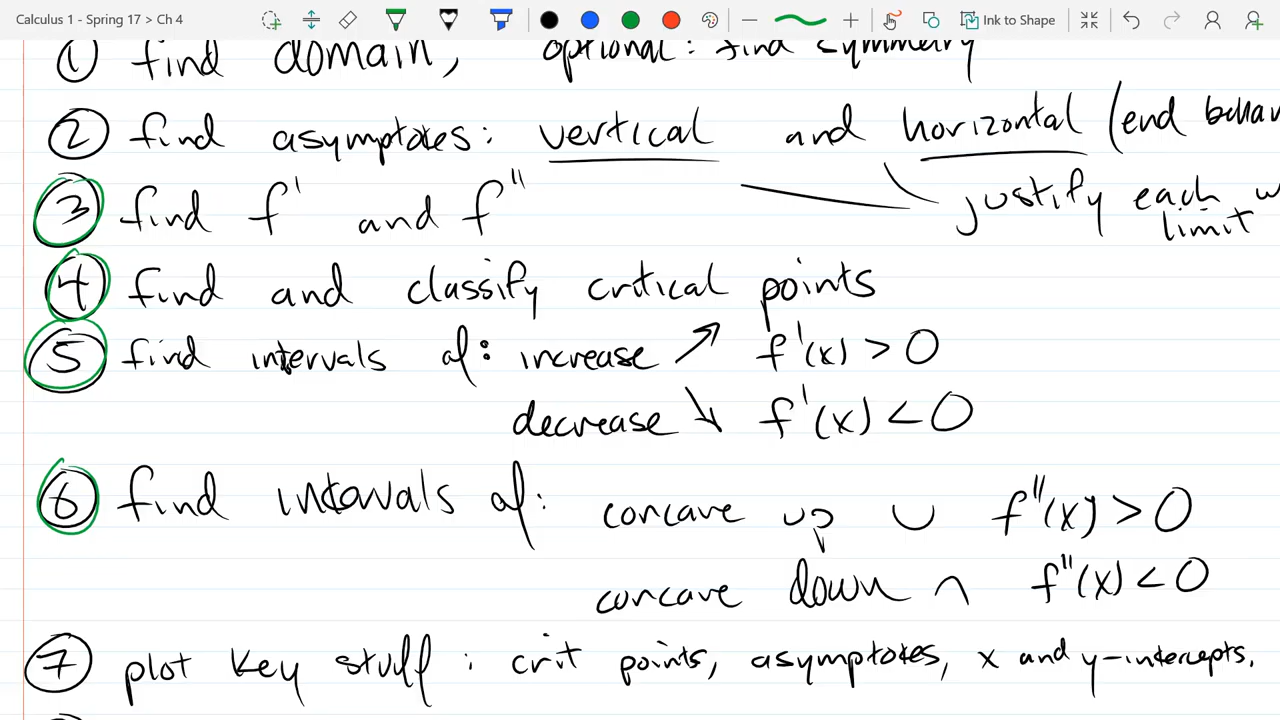 Calculus 1 - Spring 17 > Ch 4 Ink to Shape
① find domain, optional: find symmetry
② find asymptotes: vertical and horizontal (end behav
justify each w
limit
③ find f' and f"
④ find and classify critical points
⑤ find intervals of: increase ↗ f'(x) > 0
decrease ↘ f'(x) < 0
⑥ find intervals of: concave up ∪ f"(x) > 0
concave down ∩ f"(x) < 0
⑦ plot key stuff: crit points, asymptotes, x and y-intercepts.